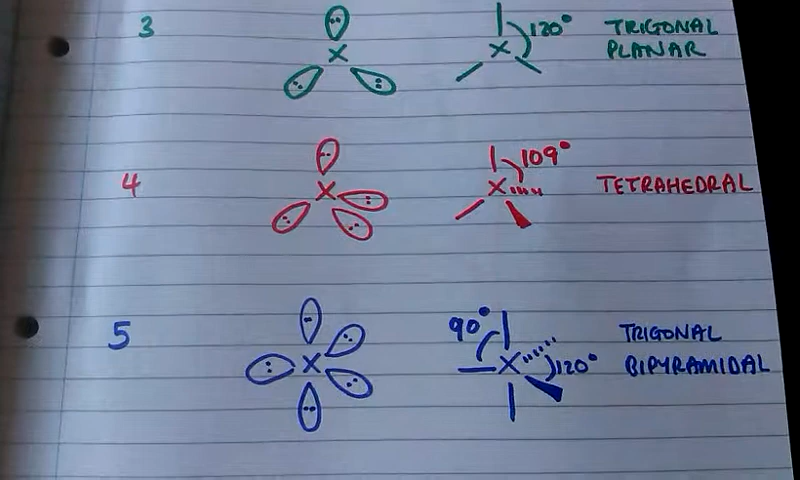 3 X X 120° TRIGONAL
PLANAR
4 X X 109° TETRAHEDRAL
5 X X 90° 120° TRIGONAL
BIPYRAMIDAL